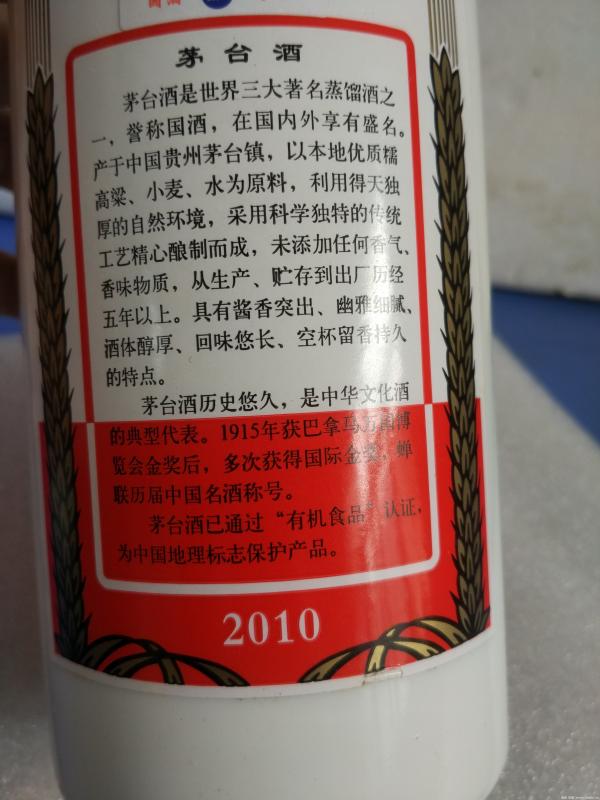 茅台酒
茅台酒是世界三大著名蒸馏酒之
一，誉称国酒，在国内外享有盛名。
产于中国贵州茅台镇，以本地优质糯
高粱、小麦、水为原料，利用得天独
厚的自然环境，采用科学独特的传统
工艺精心酿制而成，未添加任何香气、
香味物质，从生产、贮存到出厂历经
五年以上。具有酱香突出、幽雅细腻、
酒体醇厚、回味悠长、空杯留香持久
的特点。
茅台酒历史悠久，是中华文化酒
的典型代表。1915年获巴拿马万国博
览会金奖后，多次获得国际金奖，蝉
联历届中国名酒称号。
茅台酒已通过“有机食品”认证，
为中国地理标志保护产品。
2010